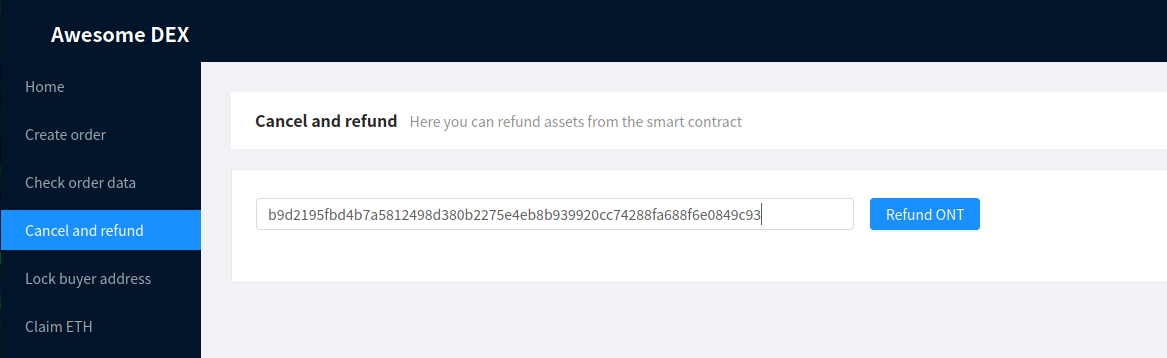 Awesome DEX
Home
Create order
Check order data
Cancel and refund
Lock buyer address
Claim ETH
Cancel and refund Here you can refund assets from the smart contract
b9d2195fbd4b7a5812498d380b2275e4eb8b939920cc74288fa688f6e0849c93 Refund ONT